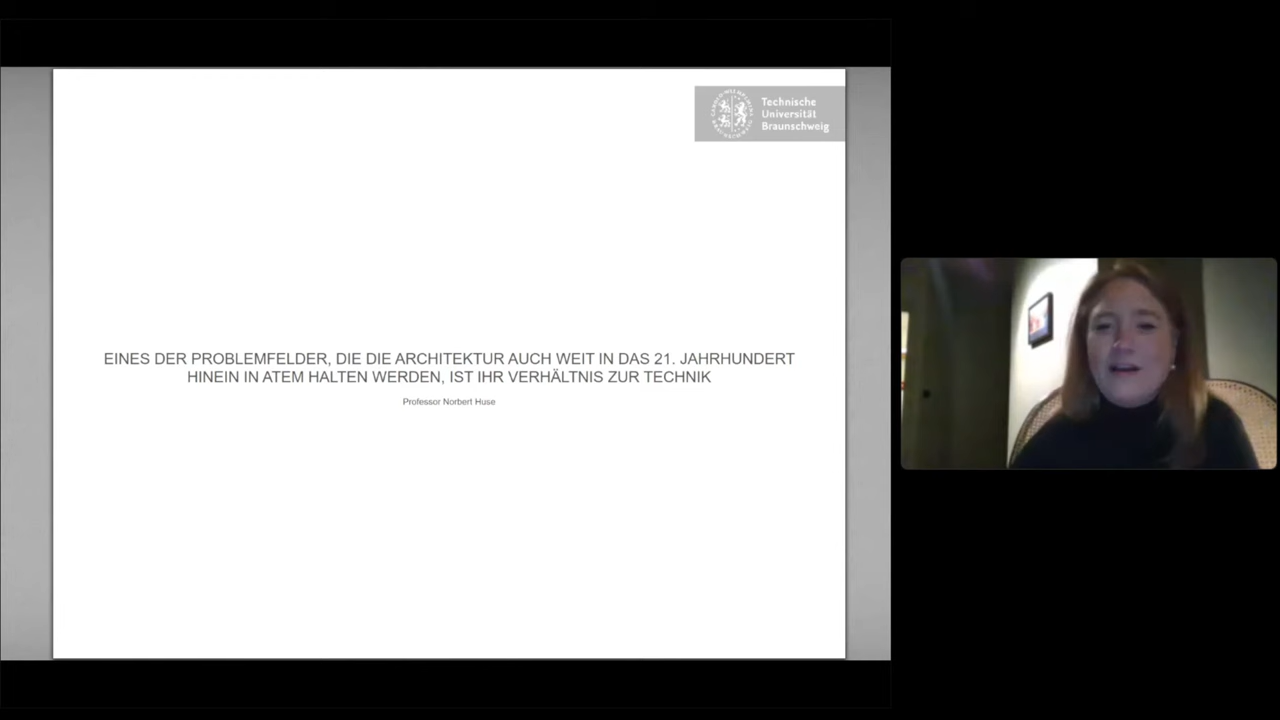 Technische
Universität
Braunschweig
EINES DER PROBLEMFELDER, DIE DIE ARCHITEKTUR AUCH WEIT IN DAS 21. JAHRHUNDERT
HINEIN IN ATEM HALTEN WERDEN, IST IHR VERHÄLTNIS ZUR TECHNIK
Professor Norbert Huse